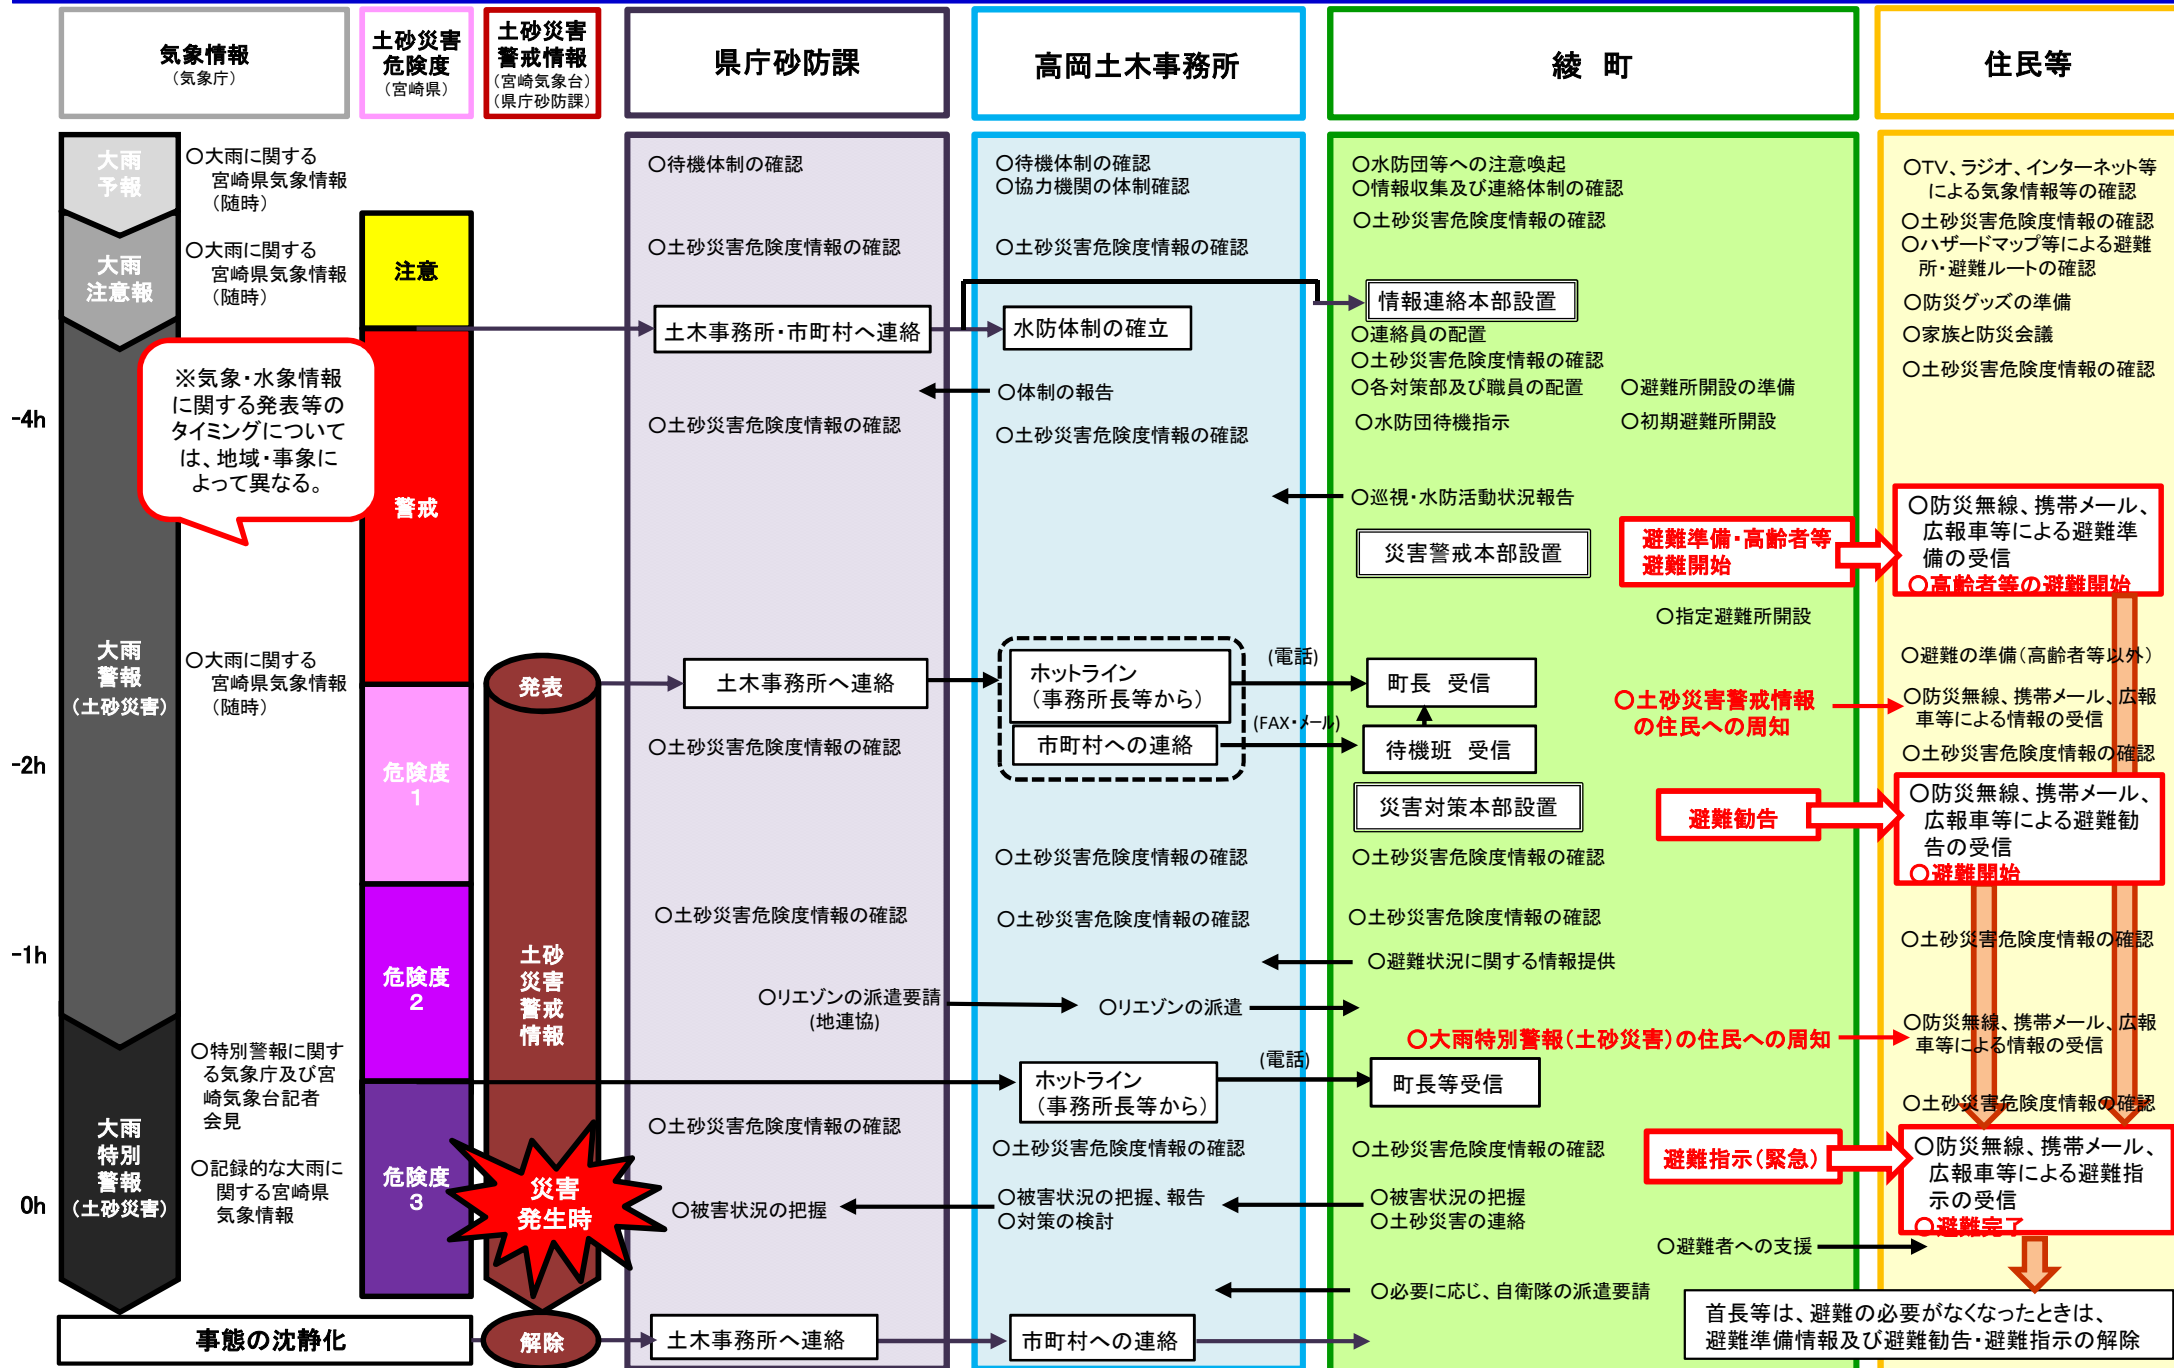 気象情報
（気象庁）
土砂災害
危険度
（宮崎県）
土砂災害
警戒情報
（宮崎気象台）
（県庁砂防課）
県庁砂防課
高岡土木事務所
綾　町
住民等
大雨
予報
○大雨に関する
宮崎県気象情報
（随時）
大雨
注意報
○大雨に関する
宮崎県気象情報
（随時）
※気象・水象情報
に関する発表等の
タイミングについて
は、地域・事象に
よって異なる。
-4h
大雨
警報
（土砂災害）
○大雨に関する
宮崎県気象情報
（随時）
-2h
-1h
大雨
特別
警報
（土砂災害）
○特別警報に関す
る気象庁及び宮
崎気象台記者
会見
○記録的な大雨に
関する宮崎県
気象情報
0h
事態の沈静化
注意
警戒
危険度
1
危険度
2
危険度
3
発表
土砂
災害
警戒
情報
災害
発生時
解除
○待機体制の確認
○土砂災害危険度情報の確認
土木事務所・市町村へ連絡
○土砂災害危険度情報の確認
土木事務所へ連絡
○土砂災害危険度情報の確認
○土砂災害危険度情報の確認
○リエゾンの派遣要請
(地連協)
○土砂災害危険度情報の確認
○被害状況の把握
土木事務所へ連絡
○待機体制の確認
○協力機関の体制確認
○土砂災害危険度情報の確認
水防体制の確立
○体制の報告
○土砂災害危険度情報の確認
ホットライン
（事務所長等から）
市町村への連絡
(電話)
(FAX・メール)
○土砂災害危険度情報の確認
○土砂災害危険度情報の確認
○リエゾンの派遣
ホットライン
（事務所長等から）
(電話)
○土砂災害危険度情報の確認
○被害状況の把握、報告
○対策の検討
市町村への連絡
○水防団等への注意喚起
○情報収集及び連絡体制の確認
○土砂災害危険度情報の確認
情報連絡本部設置
○連絡員の配置
○土砂災害危険度情報の確認
○各対策部及び職員の配置
○避難所開設の準備
○水防団待機指示
○初期避難所開設
○巡視・水防活動状況報告
災害警戒本部設置
避難準備・高齢者等
避難開始
○指定避難所開設
町長　受信
○土砂災害警戒情報
の住民への周知
待機班　受信
災害対策本部設置
避難勧告
○土砂災害危険度情報の確認
○土砂災害危険度情報の確認
○避難状況に関する情報提供
○大雨特別警報（土砂災害）の住民への周知
町長等受信
○土砂災害危険度情報の確認
避難指示（緊急）
○被害状況の把握
○土砂災害の連絡
○避難者への支援
○必要に応じ、自衛隊の派遣要請
○TV、ラジオ、インターネット等
による気象情報等の確認
○土砂災害危険度情報の確認
○ハザードマップ等による避難
所・避難ルートの確認
○防災グッズの準備
○家族と防災会議
○土砂災害危険度情報の確認
○防災無線、携帯メール、
広報車等による避難準
備の受信
○高齢者等の避難開始
○避難の準備（高齢者等以外）
○防災無線、携帯メール、広報
車等による情報の受信
○土砂災害危険度情報の確認
○防災無線、携帯メール、
広報車等による避難勧
告の受信
○避難開始
○土砂災害危険度情報の確認
○防災無線、携帯メール、広報
車等による情報の受信
○土砂災害危険度情報の確認
○防災無線、携帯メール、
広報車等による避難指
示の受信
○避難完了
首長等は、避難の必要がなくなったときは、
避難準備情報及び避難勧告・避難指示の解除